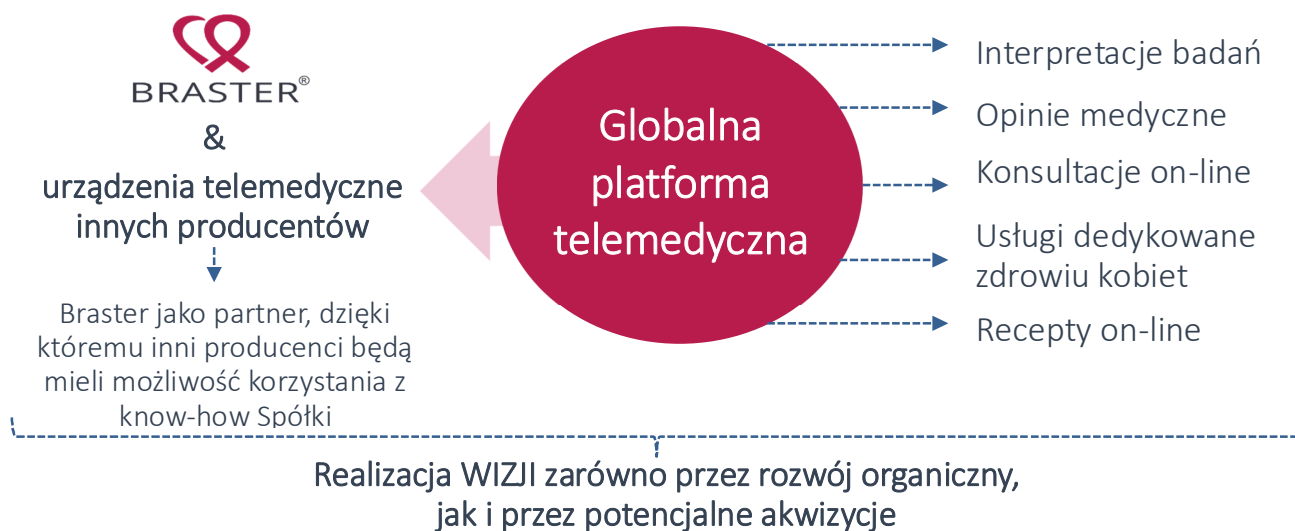 BRASTER®
&
urządzenia telemedyczne
innych producentów
Braster jako partner, dzięki
któremu inni producenci będą
mieli możliwość korzystania z
know-how Spółki
Globalna
platforma
telemedyczna
Interpretacje badań
Opinie medyczne
Konsultacje on-line
Usługi dedykowane
zdrowiu kobiet
Recepty on-line
Realizacja WIZJI zarówno przez rozwój organiczny,
jak i przez potencjalne akwizycje